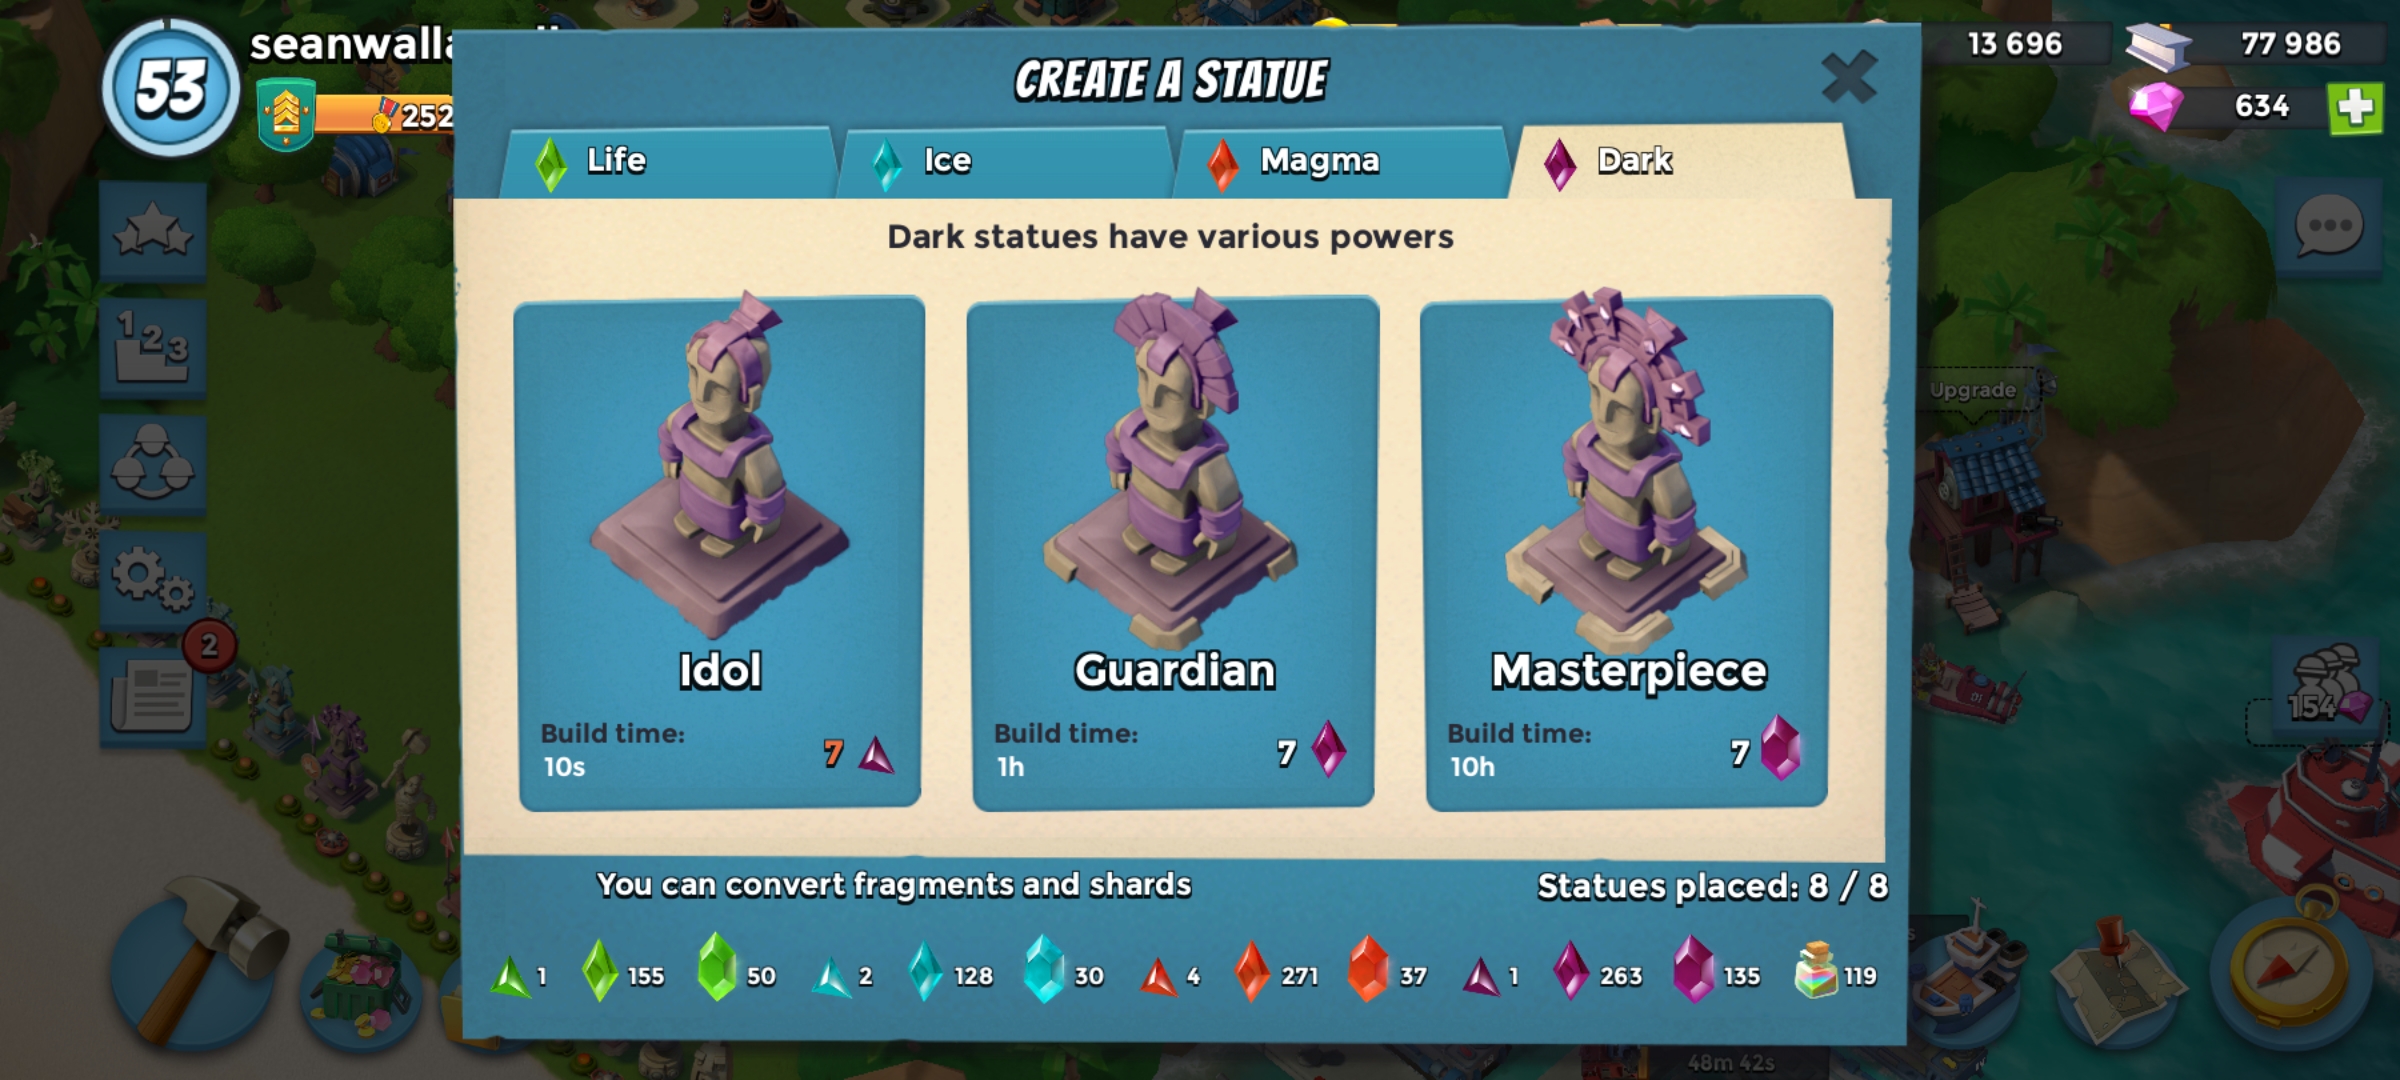 53
252
13 696
77 986
634
CREATE A STATUE
Life
Ice
Magma
Dark
Dark statues have various powers
1 2 3
Upgrade
Idol
Guardian
Masterpiece
Build time:
10s
7
Build time:
1h
7
Build time:
10h
7
2
154
You can convert fragments and shards
Statues placed: 8 / 8
1
155
50
2
128
30
4
271
37
1
263
135
119
48m 42s